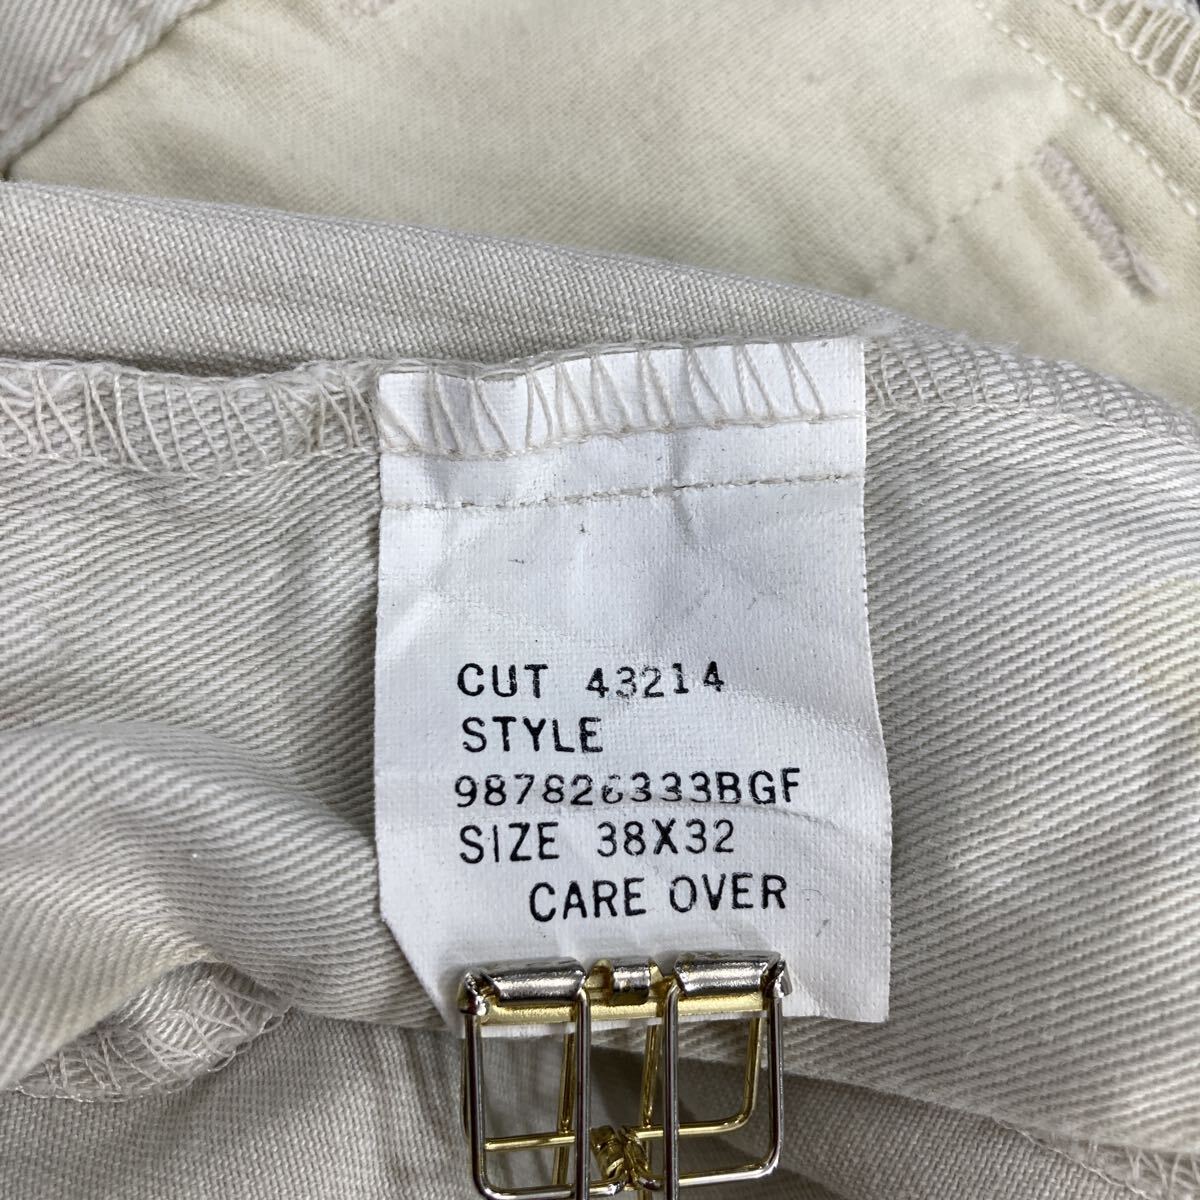 CUT 43214
STYLE
987826333BGF
SIZE 38X32
CARE OVER